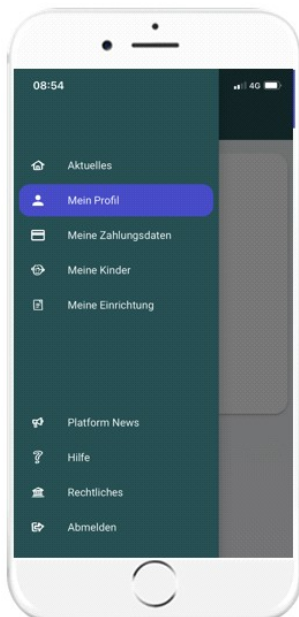 08:54
4G
Aktuelles
Mein Profil
Meine Zahlungsdaten
Meine Kinder
Meine Einrichtung
Platform News
Hilfe
Rechtliches
Abmelden